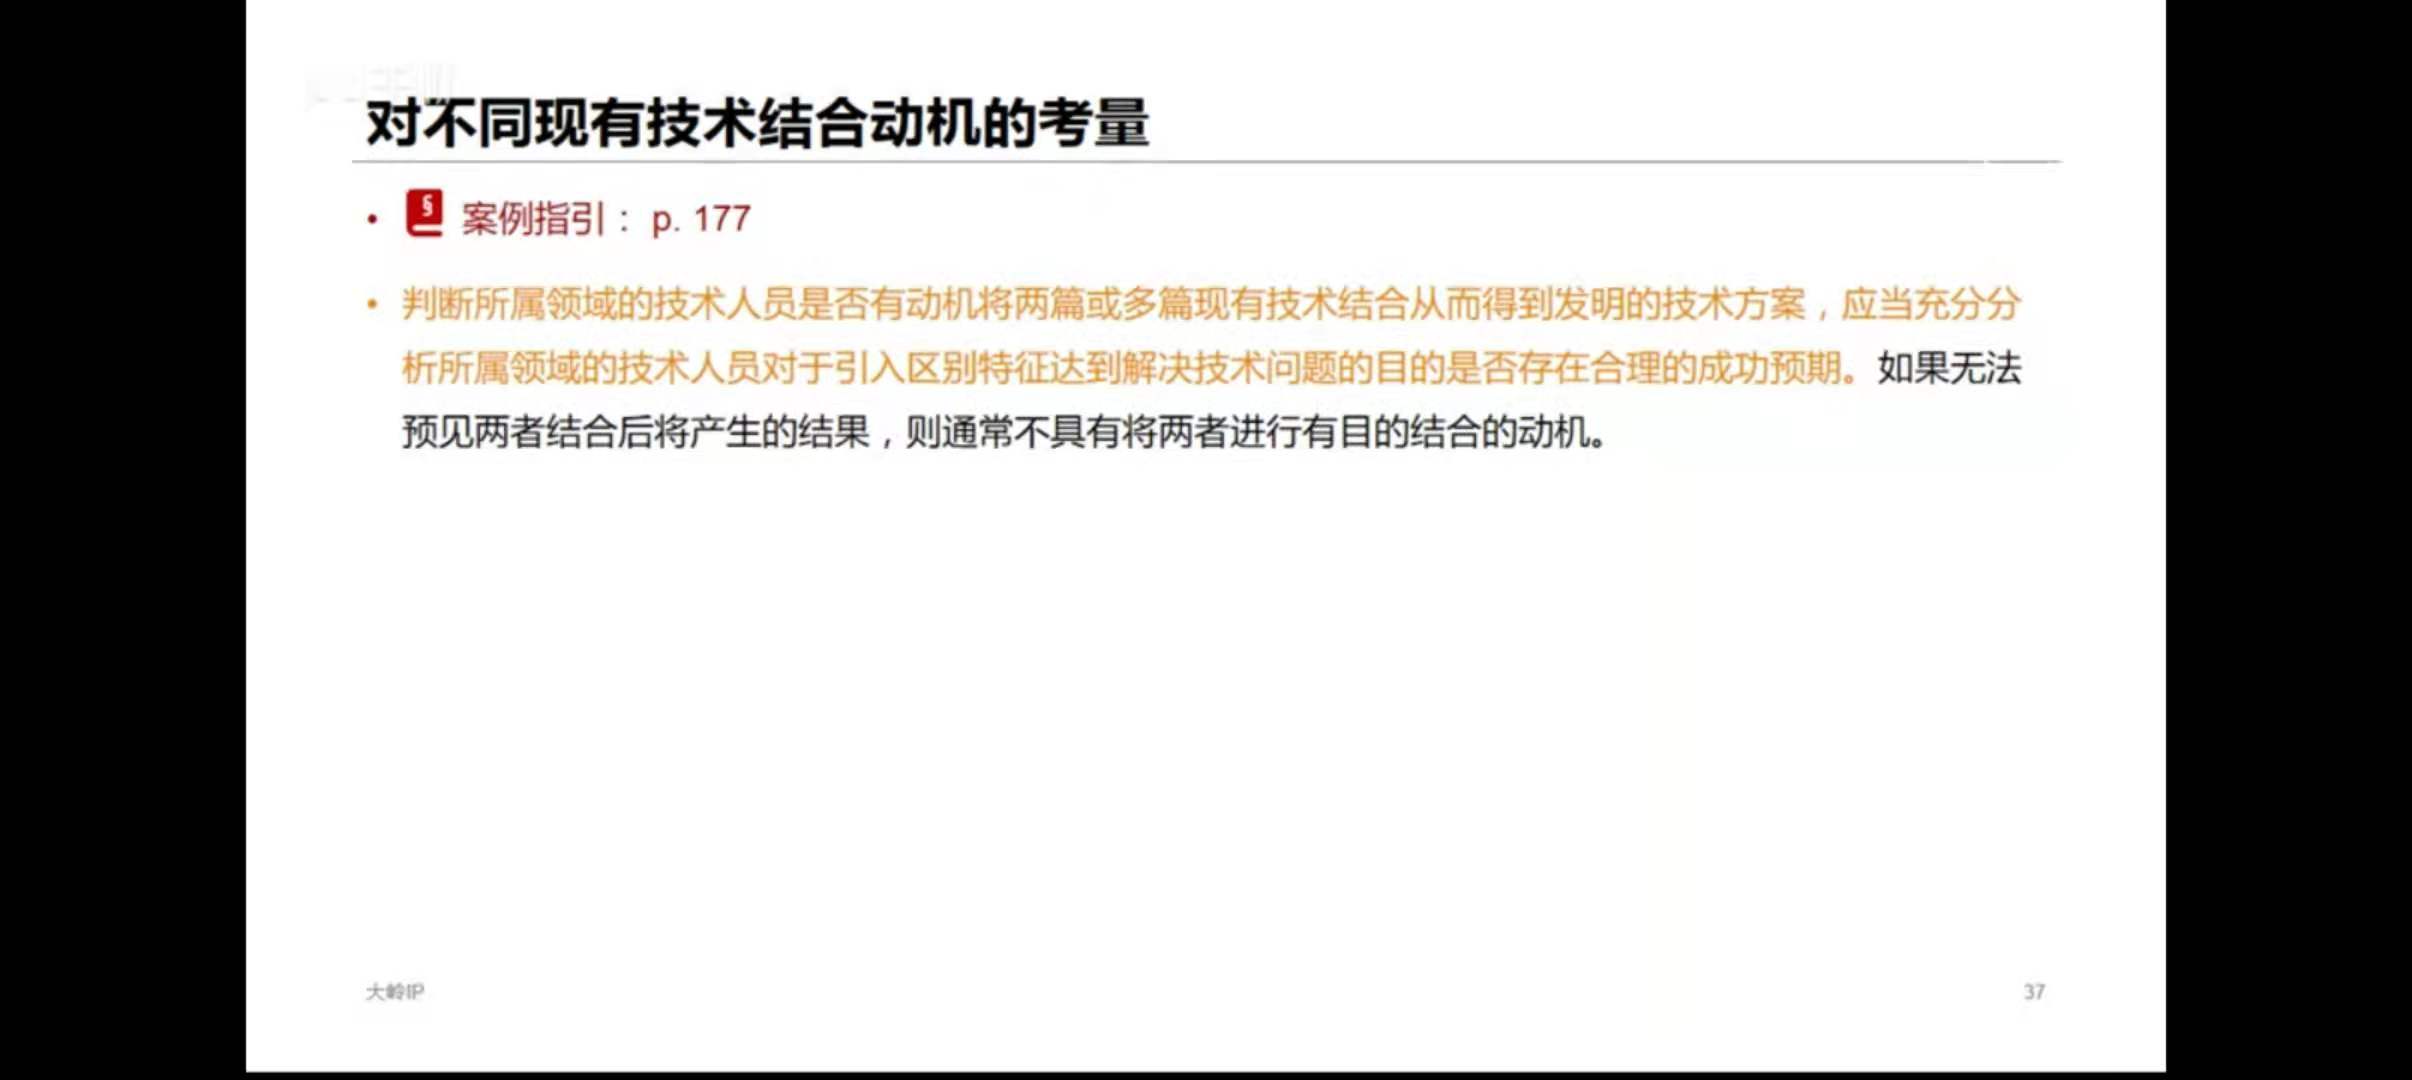 对不同现有技术结合动机的考量
• § 案例指引： p. 177
• 判断所属领域的技术人员是否有动机将两篇或多篇现有技术结合从而得到发明的技术方案，应当充分分
析所属领域的技术人员对于引入区别特征达到解决技术问题的目的是否存在合理的成功预期。如果无法
预见两者结合后将产生的结果，则通常不具有将两者进行有目的结合的动机。
大岭IP
37